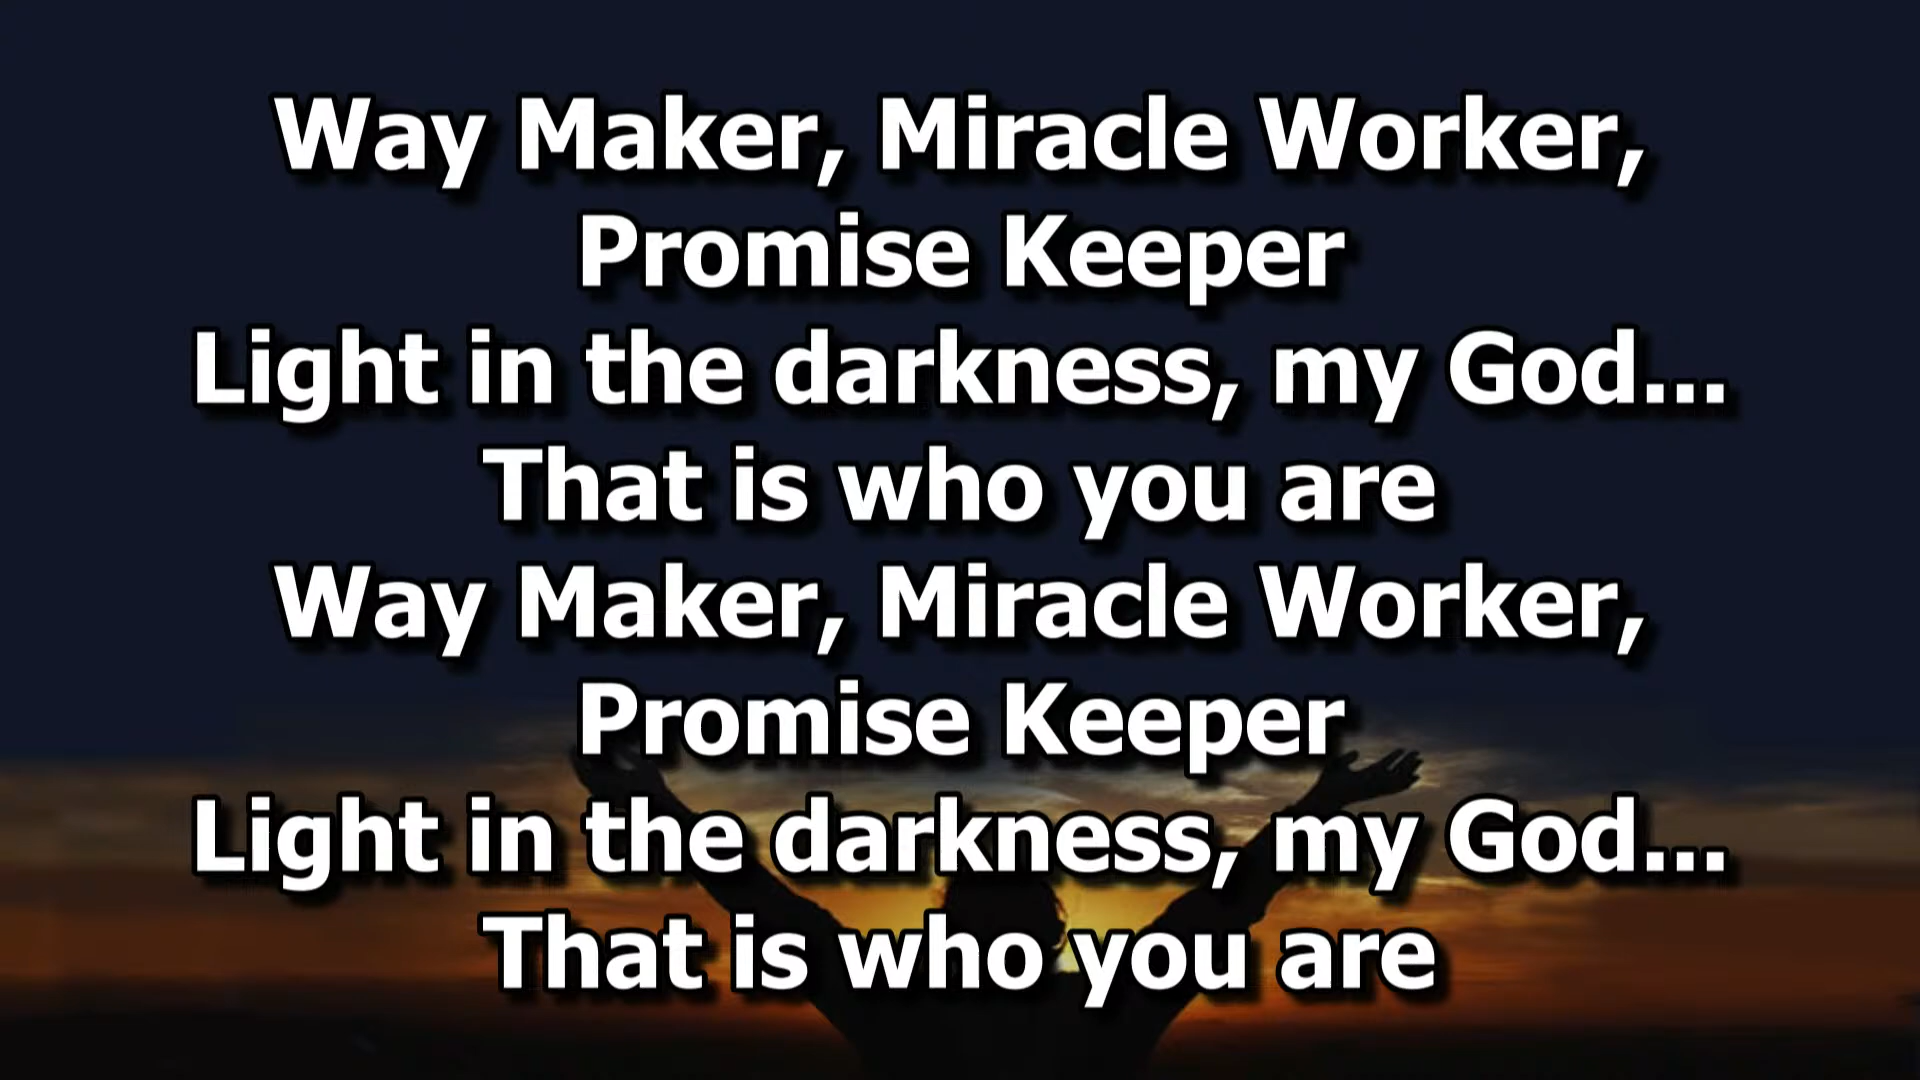 Way Maker, Miracle Worker,
Promise Keeper
Light in the darkness, my God...
That is who you are
Way Maker, Miracle Worker,
Promise Keeper
Light in the darkness, my God...
That is who you are